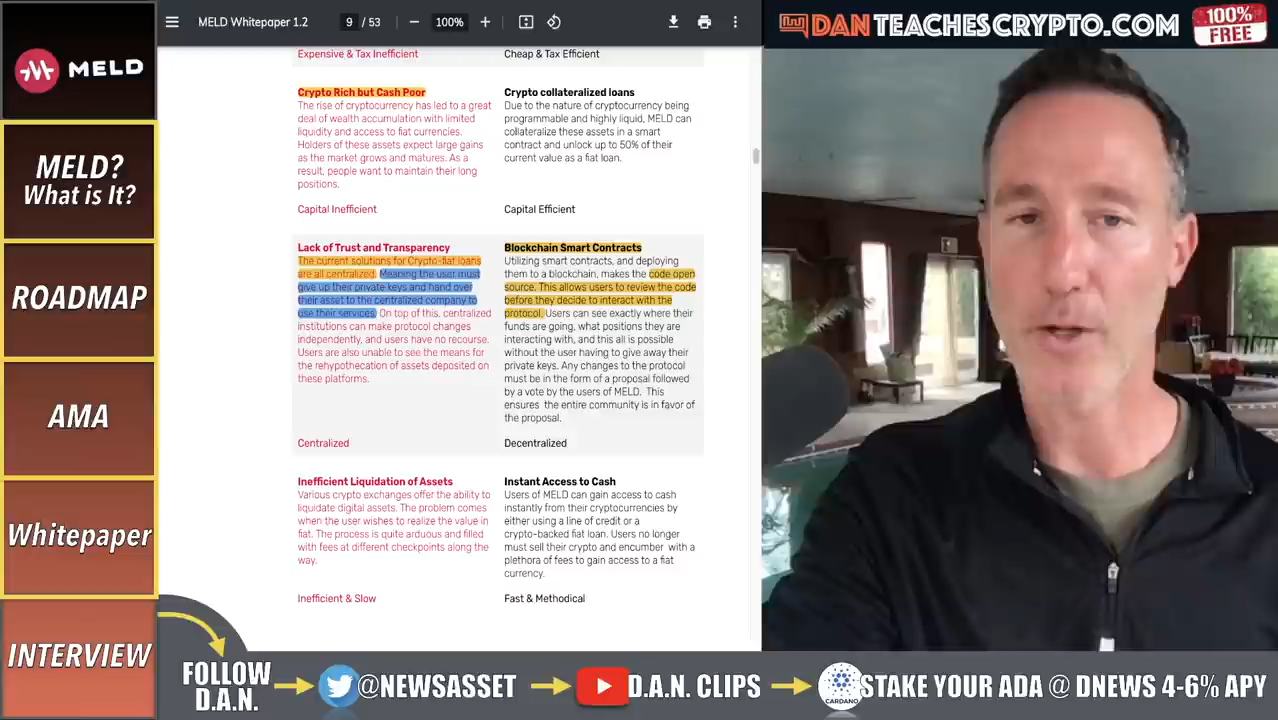 MELD
MELD?
What is It?
ROADMAP
AMA
Whitepaper
INTERVIEW
MELD Whitepaper 1.2
9 / 53
100%
DANTEACHESCRYPTO.COM
100%
FREE
Expensive & Tax Inefficient
Cheap & Tax Efficient
Crypto Rich but Cash Poor
The rise of cryptocurrency has led to a great
deal of wealth accumulation with limited
liquidity and access to fiat currencies.
Holders of these assets expect large gains
as the market grows and matures. As a
result, people want to maintain their long
positions.
Capital Inefficient
Crypto collateralized loans
Due to the nature of cryptocurrency being
programmable and highly liquid, MELD can
collateralize these assets in a smart
contract and unlock up to 50% of their
current value as a fiat loan.
Capital Efficient
Lack of Trust and Transparency
The current solutions for Crypto-fiat loans
are all centralized. Meaning the user must
give up their private keys and hand over
their asset to the centralized company to
use their services. On top of this, centralized
institutions can make protocol changes
independently, and users have no recourse.
Users are also unable to see the means for
the rehypothecation of assets deposited on
these platforms.
Centralized
Blockchain Smart Contracts
Utilizing smart contracts, and deploying
them to a blockchain, makes the code open
source. This allows users to review the code
before they decide to interact with the
protocol. Users can see exactly where their
funds are going, what positions they are
interacting with, and this all is possible
without the user having to give away their
private keys. Any changes to the protocol
must be in the form of a proposal followed
by a vote by the users of MELD. This
ensures the entire community is in favor of
the proposal.
Decentralized
Inefficient Liquidation of Assets
Various crypto exchanges offer the ability to
liquidate digital assets. The problem comes
when the user wishes to realize the value in
fiat. The process is quite arduous and filled
with fees at different checkpoints along the
way.
Inefficient & Slow
Instant Access to Cash
Users of MELD can gain access to cash
instantly from their cryptocurrencies by
either using a line of credit or a
crypto-backed fiat loan. Users no longer
must sell their crypto and encumber with a
plethora of fees to gain access to a fiat
currency.
Fast & Methodical
FOLLOW
D.A.N.
@NEWSASSET
D.A.N. CLIPS
CARDANO
STAKE YOUR ADA @ DNEWS 4-6% APY